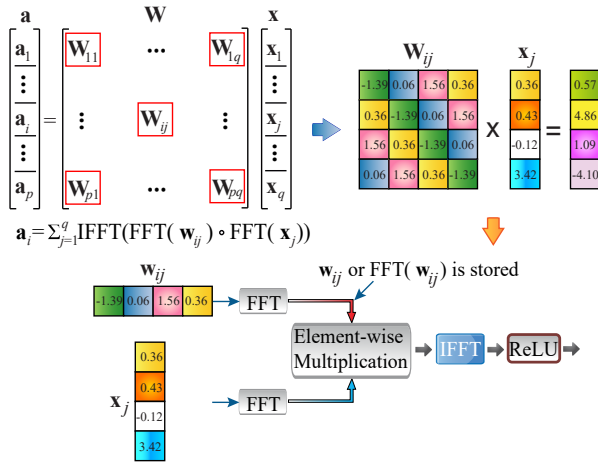 a W x
a₁ W₁₁ ... W₁q x₁
⋮ ⋮
aᵢ = ⋮ Wᵢⱼ ⋮ xⱼ
⋮ ⋮
aₚ Wₚ₁ ... Wₚq x_q
Wᵢⱼ xⱼ
-1.39 0.06 1.56 0.36 0.36 0.57
0.36 -1.39 0.06 1.56 × 0.43 = 4.86
1.56 0.36 -1.39 0.06 -0.12 1.09
0.06 1.56 0.36 -1.39 3.42 -4.10
aᵢ=Σ_{j=1}^{q}IFFT(FFT( wᵢⱼ)∘FFT( xⱼ))
wᵢⱼ
wᵢⱼ or FFT( wᵢⱼ) is stored
-1.39 0.06 1.56 0.36
FFT
Element-wise
Multiplication
IFFT
ReLU
xⱼ
0.36
0.43
-0.12
3.42
FFT